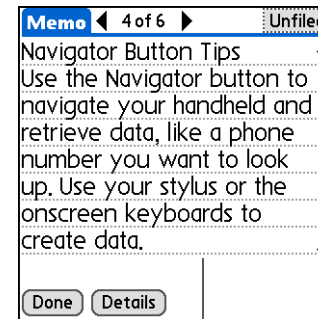 Memo 4 of 6 Unfiled
Navigator Button Tips
Use the Navigator button to
navigate your handheld and
retrieve data, like a phone
number you want to look
up. Use your stylus or the
onscreen keyboards to
create data.
Done Details